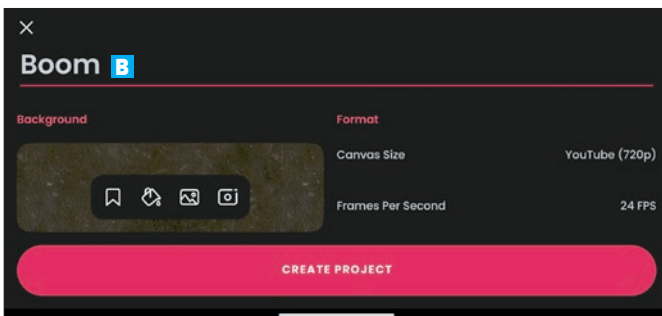 Boom B
Background
Format
Canvas Size
YouTube (720p)
Frames Per Second
24 FPS
CREATE PROJECT